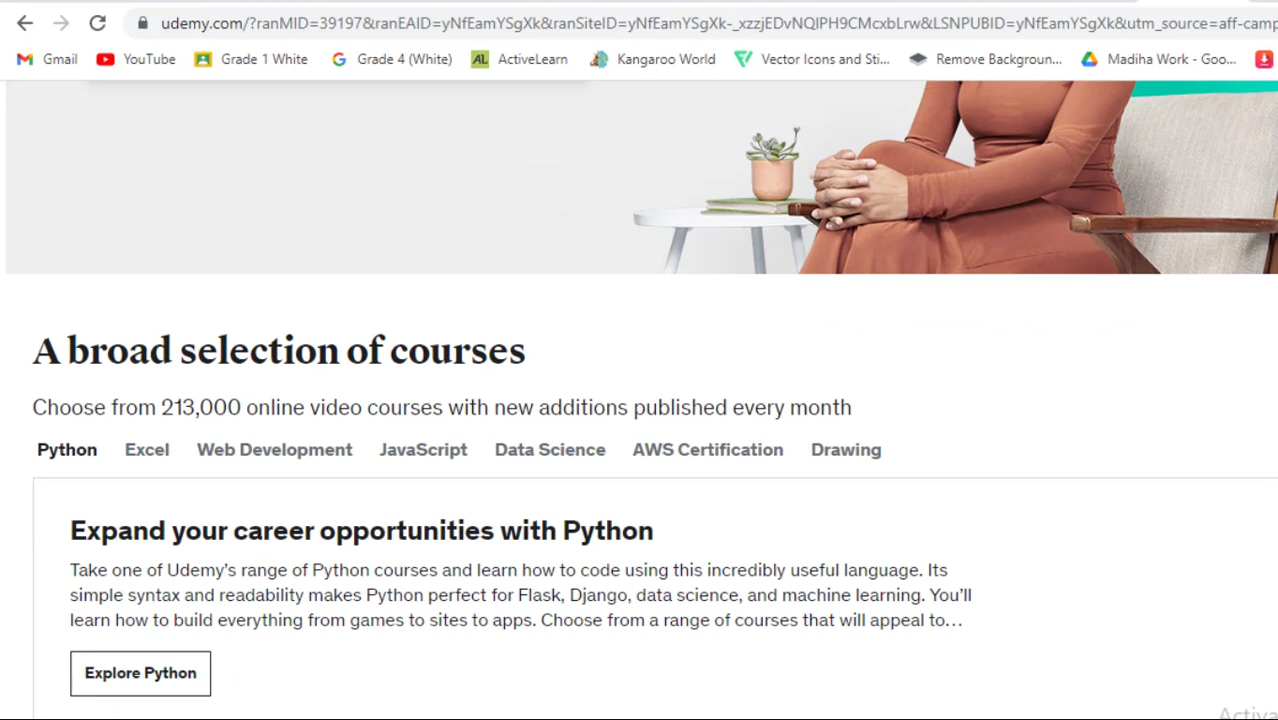 udemy.com/?ranMID=39197&ranEAID=yNfEamYSgXk&ranSiteID=yNfEamYSgXk-_xzzjEDvNQIPH9CMcxbLrw&LSNPUBID=yNfEamYSgXk&utm_source=aff-camp
Gmail YouTube Grade 1 White Grade 4 (White) AL ActiveLearn Kangaroo World Vector Icons and Sti... Remove Backgroun... Madiha Work - Goo...
A broad selection of courses
Choose from 213,000 online video courses with new additions published every month
Python Excel Web Development JavaScript Data Science AWS Certification Drawing
Expand your career opportunities with Python
Take one of Udemy’s range of Python courses and learn how to code using this incredibly useful language. Its
simple syntax and readability makes Python perfect for Flask, Django, data science, and machine learning. You’ll
learn how to build everything from games to sites to apps. Choose from a range of courses that will appeal to…
Explore Python